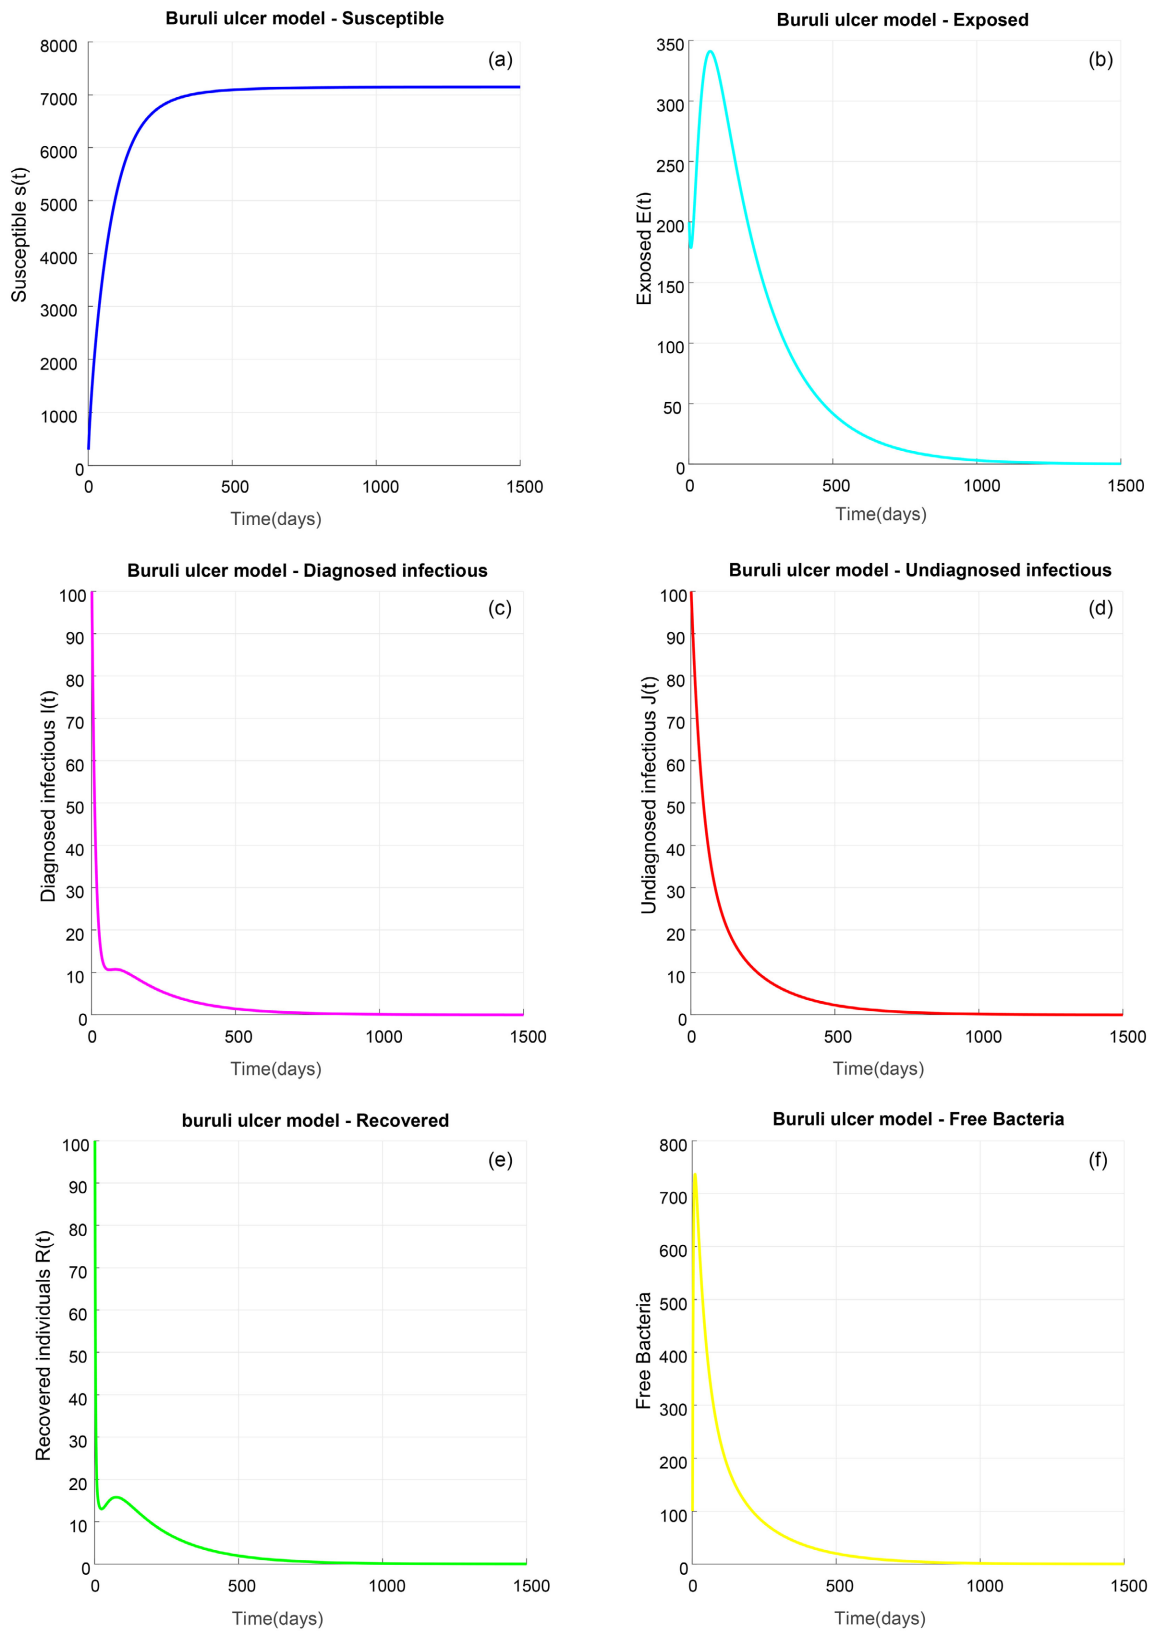 Buruli ulcer model - Susceptible
(a)
8000
7000
6000
5000
4000
3000
2000
1000
0
Susceptible s(t)
0 500 1000 1500
Time(days)
Buruli ulcer model - Exposed
(b)
350
300
250
200
150
100
50
0
Exposed E(t)
0 500 1000 1500
Time(days)
Buruli ulcer model - Diagnosed infectious
(c)
100
90
80
70
60
50
40
30
20
10
0
Diagnosed infectious I(t)
0 500 1000 1500
Time(days)
Buruli ulcer model - Undiagnosed infectious
(d)
100
90
80
70
60
50
40
30
20
10
0
Undiagnosed infectious J(t)
0 500 1000 1500
Time(days)
buruli ulcer model - Recovered
(e)
100
90
80
70
60
50
40
30
20
10
0
Recovered individuals R(t)
0 500 1000 1500
Time(days)
Buruli ulcer model - Free Bacteria
(f)
800
700
600
500
400
300
200
100
0
Free Bacteria
0 500 1000 1500
Time(days)